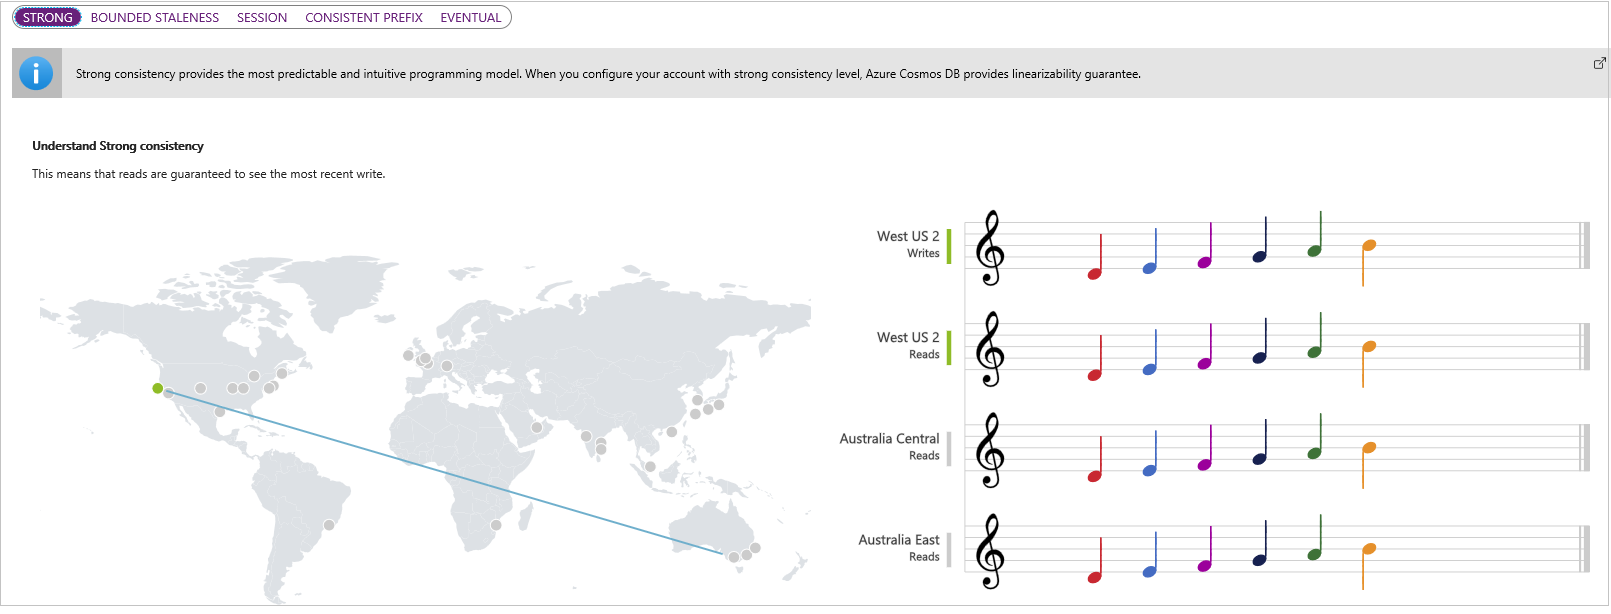 STRONG BOUNDED STALENESS SESSION CONSISTENT PREFIX EVENTUAL
Strong consistency provides the most predictable and intuitive programming model. When you configure your account with strong consistency level, Azure Cosmos DB provides linearizability guarantee.
Understand Strong consistency
This means that reads are guaranteed to see the most recent write.
West US 2
Writes
West US 2
Reads
Australia Central
Reads
Australia East
Reads